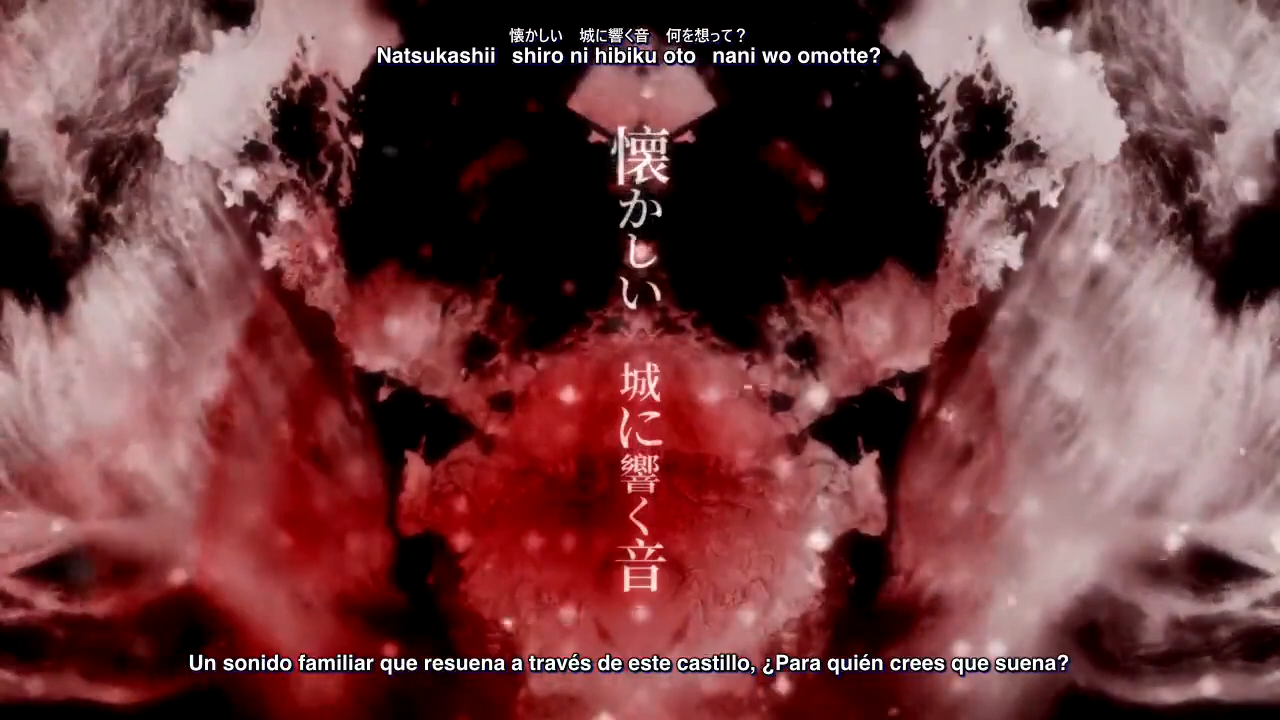 懐かしい　城に響く音　何を想って？
Natsukashii shiro ni hibiku oto nani wo omotte?
懐かしい　城に響く音
Un sonido familiar que resuena a través de este castillo, ¿Para quién crees que suena?